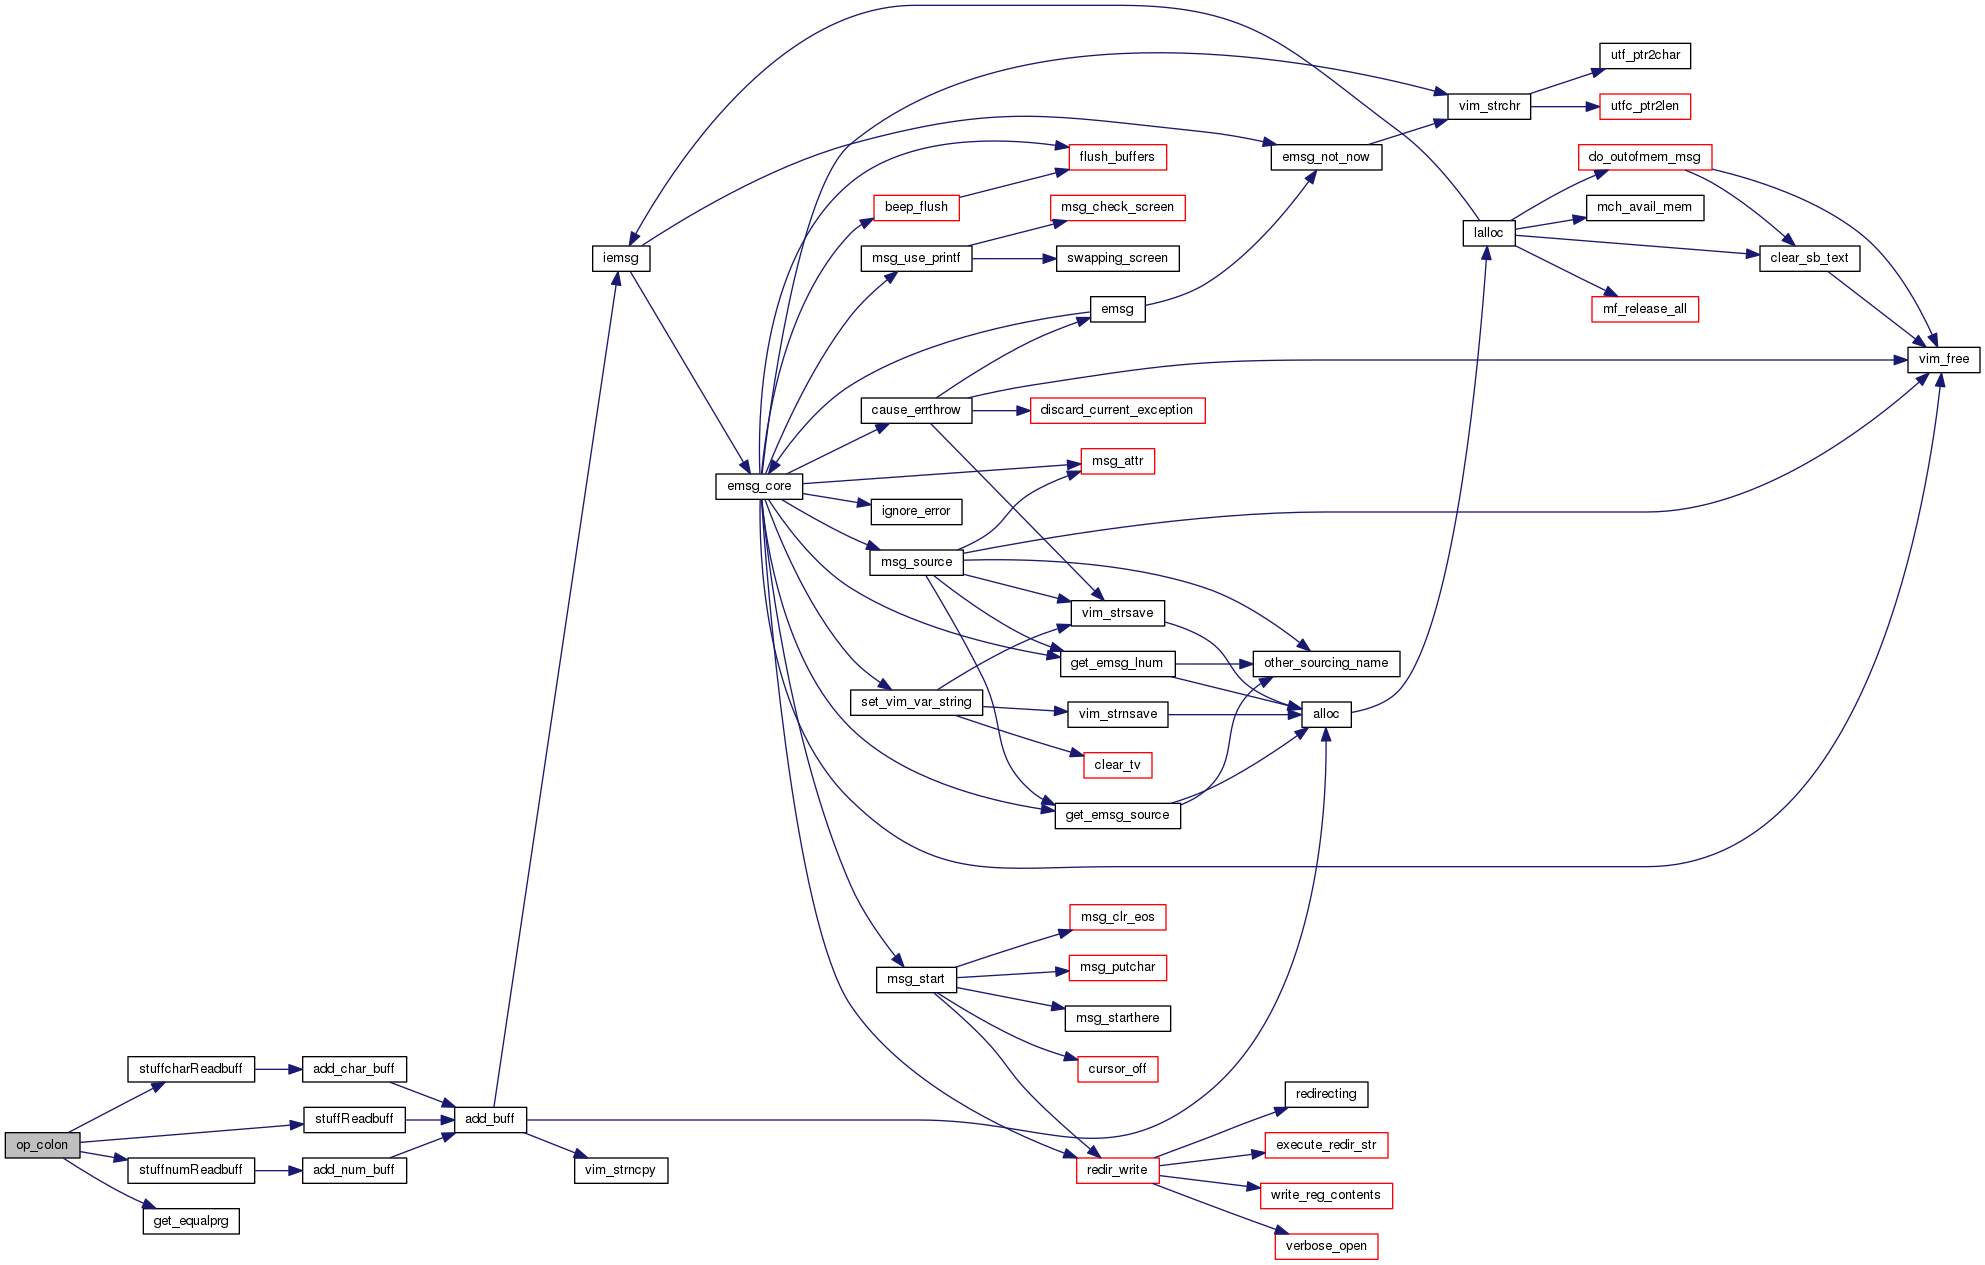 utf_ptr2char
vim_strchr
utfc_ptr2len
flush_buffers
emsg_not_now
do_outofmem_msg
beep_flush
msg_check_screen
mch_avail_mem
lalloc
iemsg
msg_use_printf
swapping_screen
clear_sb_text
emsg
mf_release_all
vim_free
cause_errthrow
discard_current_exception
msg_attr
emsg_core
ignore_error
msg_source
vim_strsave
get_emsg_lnum
other_sourcing_name
set_vim_var_string
vim_strnsave
alloc
clear_tv
get_emsg_source
msg_clr_eos
msg_putchar
msg_start
msg_starthere
stuffcharReadbuff
add_char_buff
cursor_off
redirecting
stuffReadbuff
add_buff
op_colon
execute_redir_str
stuffnumReadbuff
add_num_buff
vim_strncpy
redir_write
write_reg_contents
get_equalprg
verbose_open